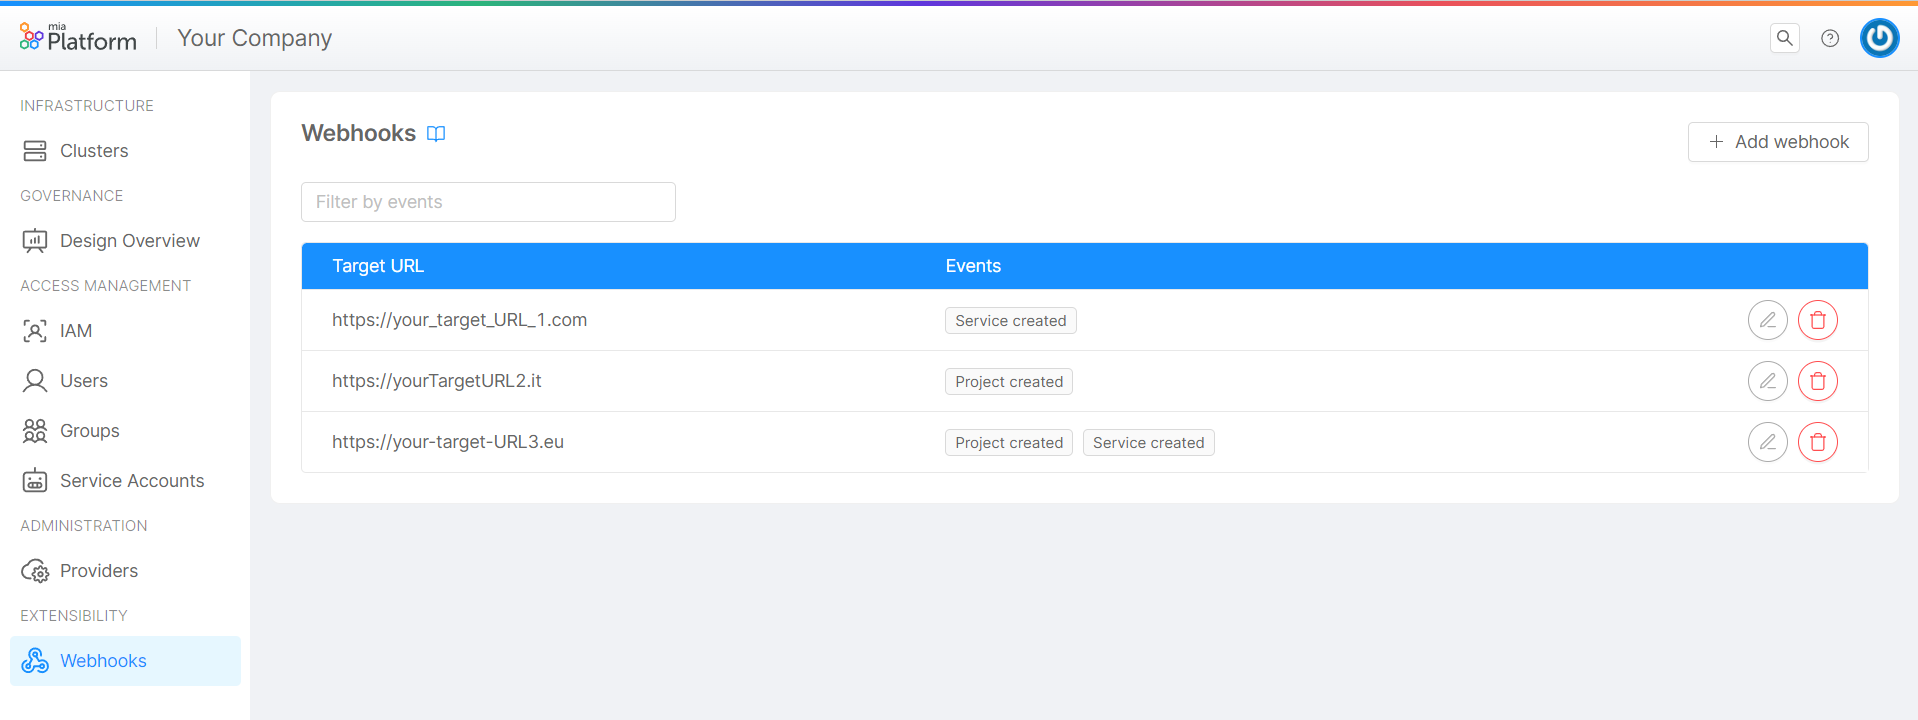 mia
Platform
Your Company
INFRASTRUCTURE
Clusters
GOVERNANCE
Design Overview
ACCESS MANAGEMENT
IAM
Users
Groups
Service Accounts
ADMINISTRATION
Providers
EXTENSIBILITY
Webhooks
Webhooks
Add webhook
Filter by events
Target URL Events
https://your_target_URL_1.com Service created
https://yourTargetURL2.it Project created
https://your-target-URL3.eu Project created Service created